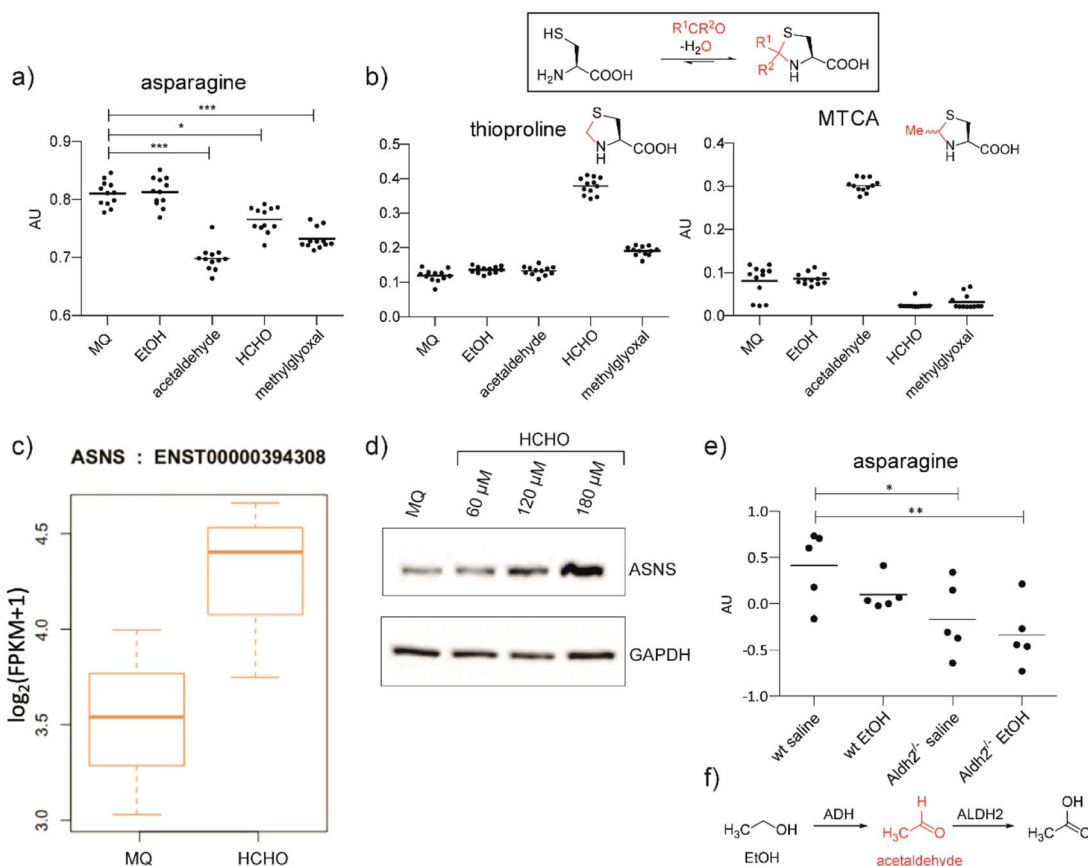 a)
asparagine
***
*
***
AU
0.9
0.8
0.7
0.6
MQ
EtOH
acetaldehyde
HCHO
methylglyoxal
b)
HS
H₂N
COOH
R¹CR²O
-H₂O
R¹
R²
S
N
H
COOH
thioproline
S
N
H
COOH
0.4
0.3
0.2
0.1
0.0
MQ
EtOH
acetaldehyde
HCHO
methylglyoxal
MTCA
Me
S
N
H
COOH
AU
0.4
0.3
0.2
0.1
0.0
MQ
EtOH
acetaldehyde
HCHO
methylglyoxal
c)
ASNS : ENST00000394308
log₂(FPKM+1)
4.5
4.0
3.5
3.0
MQ
HCHO
d)
HCHO
MQ
60 µM
120 µM
180 µM
ASNS
GAPDH
e)
asparagine
*
**
AU
1.0
0.5
0.0
-0.5
-1.0
wt saline
wt EtOH
Aldh2⁻/⁻ saline
Aldh2⁻/⁻ EtOH
f)
H₃C
OH
EtOH
ADH
H
H₃C
O
acetaldehyde
ALDH2
OH
H₃C
O